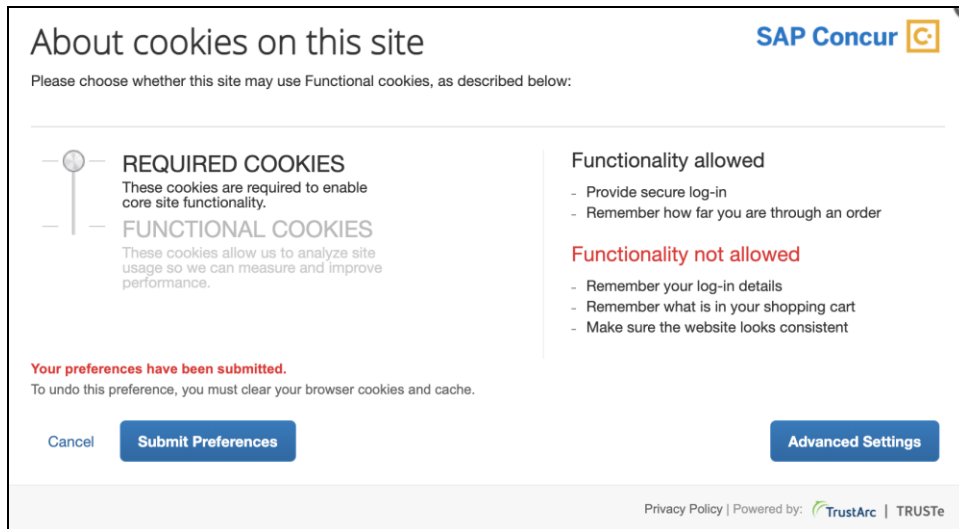 About cookies on this site
SAP Concur C.
Please choose whether this site may use Functional cookies, as described below:
REQUIRED COOKIES
These cookies are required to enable
core site functionality.
FUNCTIONAL COOKIES
These cookies allow us to analyze site
usage so we can measure and improve
performance.
Functionality allowed
- Provide secure log-in
- Remember how far you are through an order
Functionality not allowed
- Remember your log-in details
- Remember what is in your shopping cart
- Make sure the website looks consistent
Your preferences have been submitted.
To undo this preference, you must clear your browser cookies and cache.
Cancel
Submit Preferences
Advanced Settings
Privacy Policy | Powered by: TrustArc | TRUSTe